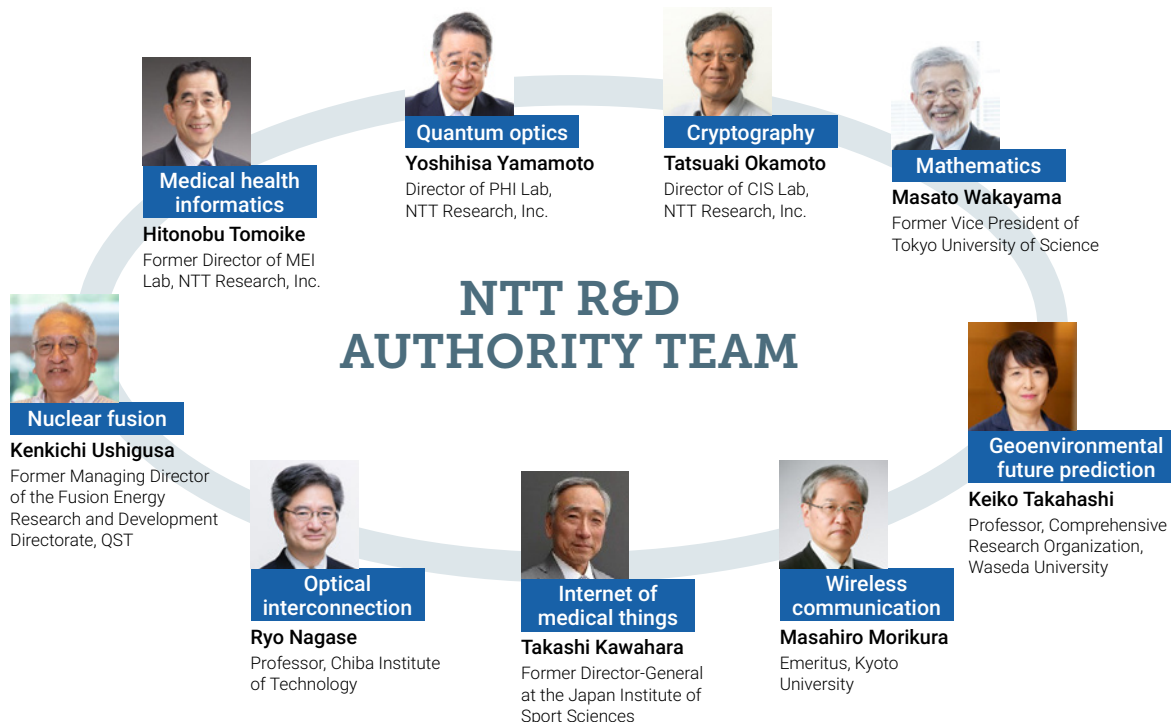 Quantum optics
Yoshihisa Yamamoto
Director of PHI Lab,
NTT Research, Inc.
Cryptography
Tatsuaki Okamoto
Director of CIS Lab,
NTT Research, Inc.
Mathematics
Masato Wakayama
Former Vice President of
Tokyo University of Science
Medical health
informatics
Hitonobu Tomoike
Former Director of MEI
Lab, NTT Research, Inc.
NTT R&D
AUTHORITY TEAM
Nuclear fusion
Kenkichi Ushigusa
Former Managing Director
of the Fusion Energy
Research and Development
Directorate, QST
Geoenvironmental
future prediction
Keiko Takahashi
Professor, Comprehensive
Research Organization,
Waseda University
Optical
interconnection
Ryo Nagase
Professor, Chiba Institute
of Technology
Internet of
medical things
Takashi Kawahara
Former Director-General
at the Japan Institute of
Sport Sciences
Wireless
communication
Masahiro Morikura
Emeritus, Kyoto
University